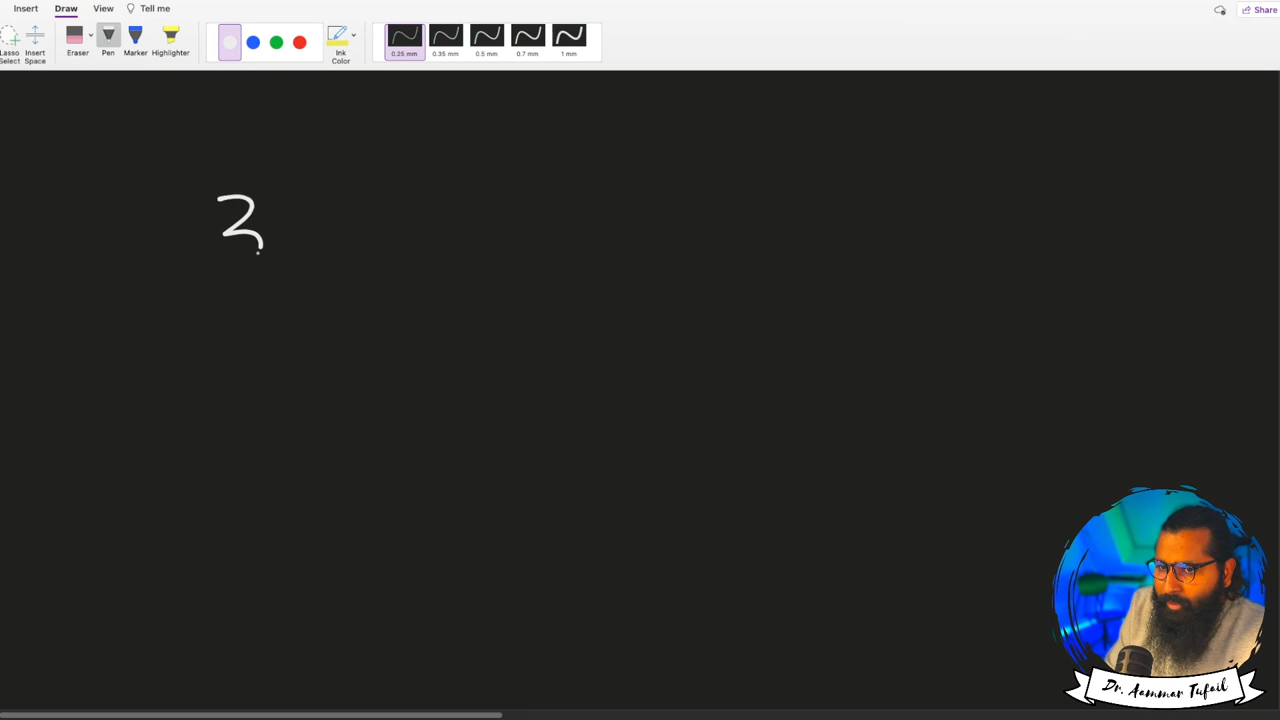 Insert Draw View Tell me
Share
Lasso Select
Insert Space
Eraser
Pen
Marker
Highlighter
Ink Color
0.25 mm
0.35 mm
0.5 mm
0.7 mm
1 mm
3
Dr. Aammar Tufail